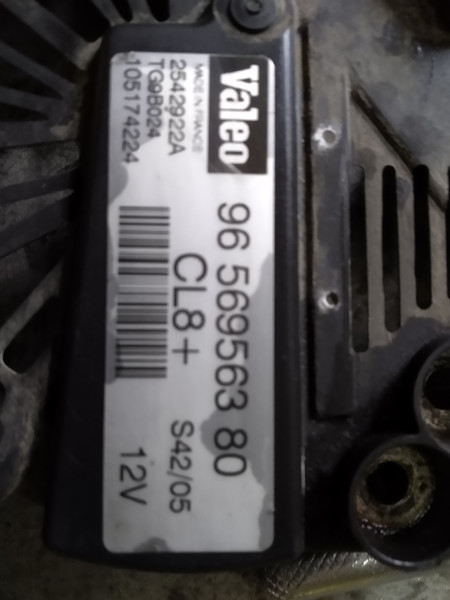 Valeo
MADE IN FRANCE
2542922A
TG9B024
105174224
96 569563 80
CL8+
S42/05
12V